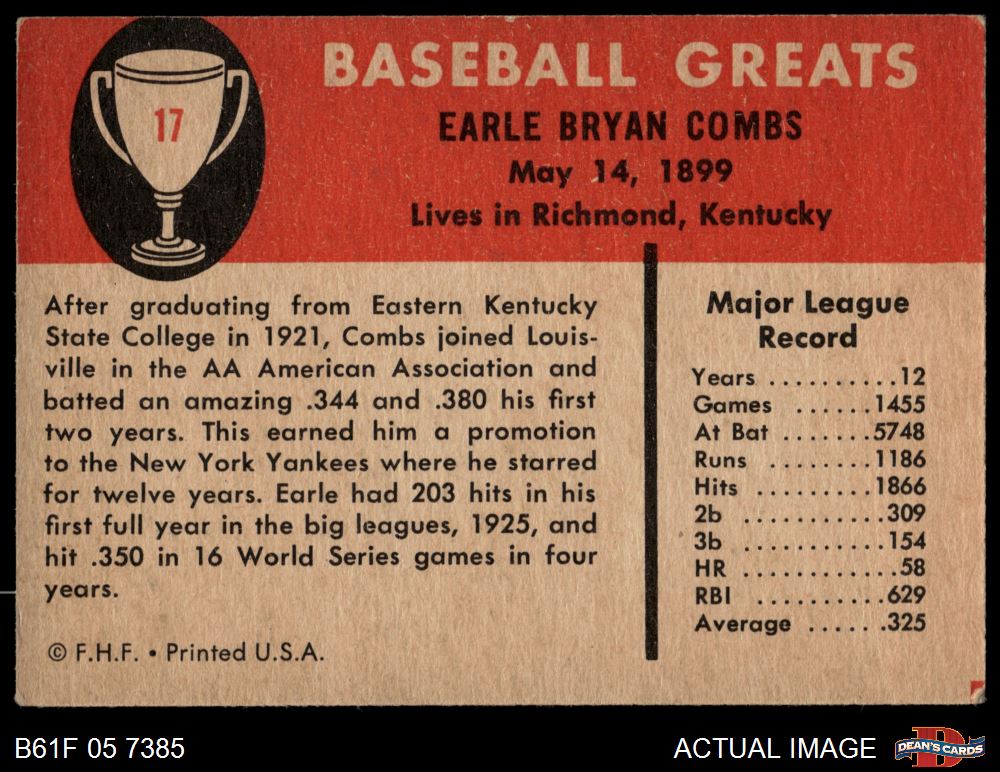 17
BASEBALL GREATS
EARLE BRYAN COMBS
May 14, 1899
Lives in Richmond, Kentucky
After graduating from Eastern Kentucky
State College in 1921, Combs joined Louis-
ville in the AA American Association and
batted an amazing .344 and .380 his first
two years. This earned him a promotion
to the New York Yankees where he starred
for twelve years. Earle had 203 hits in his
first full year in the big leagues, 1925, and
hit .350 in 16 World Series games in four
years.
© F.H.F. • Printed U.S.A.
Major League
Record
Years ..........12
Games ......1455
At Bat .......5748
Runs ........1186
Hits .........1866
2b ...........309
3b ...........154
HR ............58
RBI ..........629
Average ......325
B61F 05 7385
ACTUAL IMAGE
DEAN'S CARDS